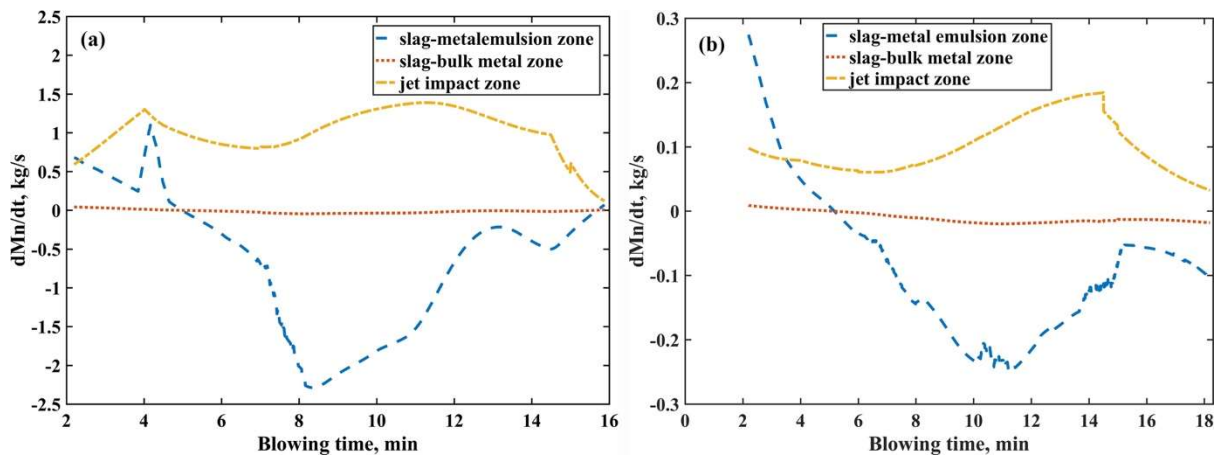 (a)
slag-metalemulsion zone
slag-bulk metal zone
jet impact zone
2.5
2
1.5
1
0.5
0
-0.5
-1
-1.5
-2
-2.5
dMn/dt, kg/s
2 4 6 8 10 12 14 16
Blowing time, min
(b)
slag-metal emulsion zone
slag-bulk metal zone
jet impact zone
0.3
0.2
0.1
0
-0.1
-0.2
-0.3
dMn/dt, kg/s
0 2 4 6 8 10 12 14 16 18
Blowing time, min